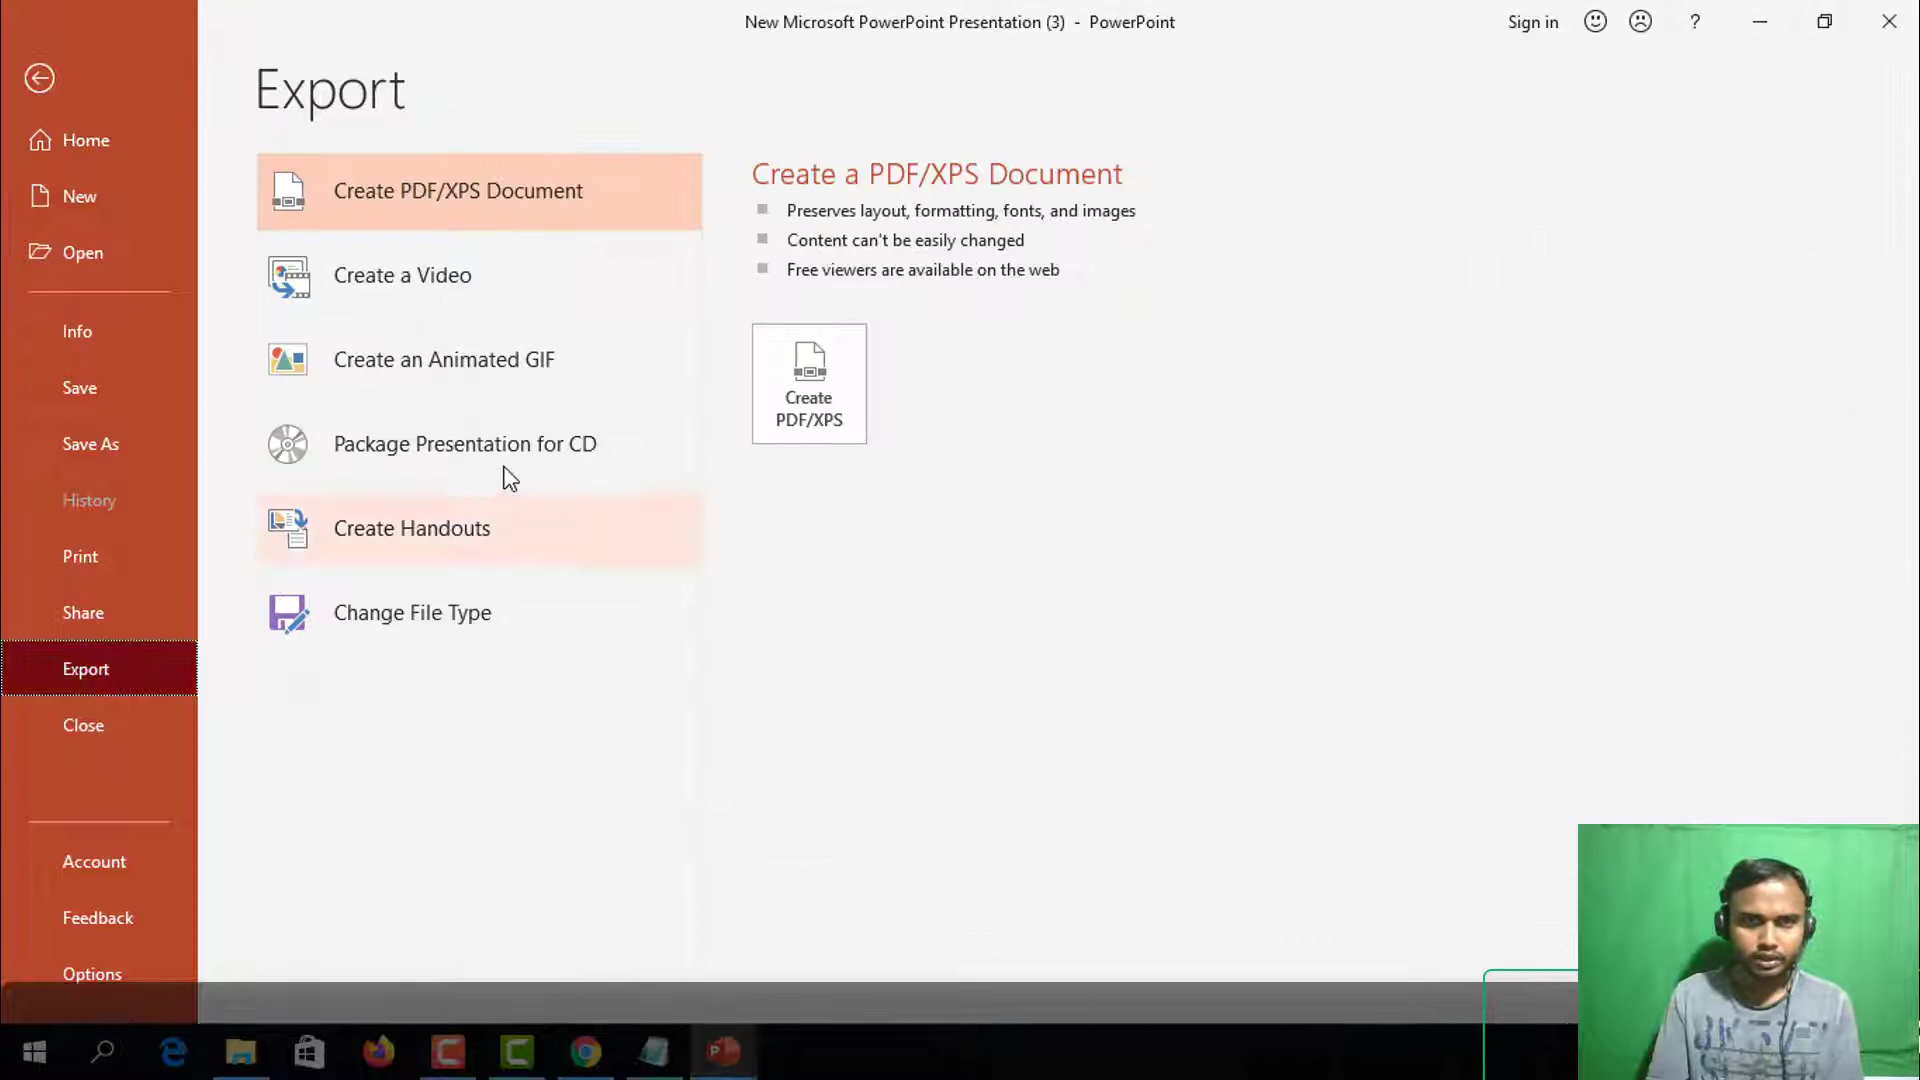 New Microsoft PowerPoint Presentation (3) - PowerPoint
Sign in
?
Export
Home
New
Open
Info
Save
Save As
History
Print
Share
Export
Close
Account
Feedback
Options
Create PDF/XPS Document
Create a Video
Create an Animated GIF
Package Presentation for CD
Create Handouts
Change File Type
Create a PDF/XPS Document
Preserves layout, formatting, fonts, and images
Content can't be easily changed
Free viewers are available on the web
Create
PDF/XPS